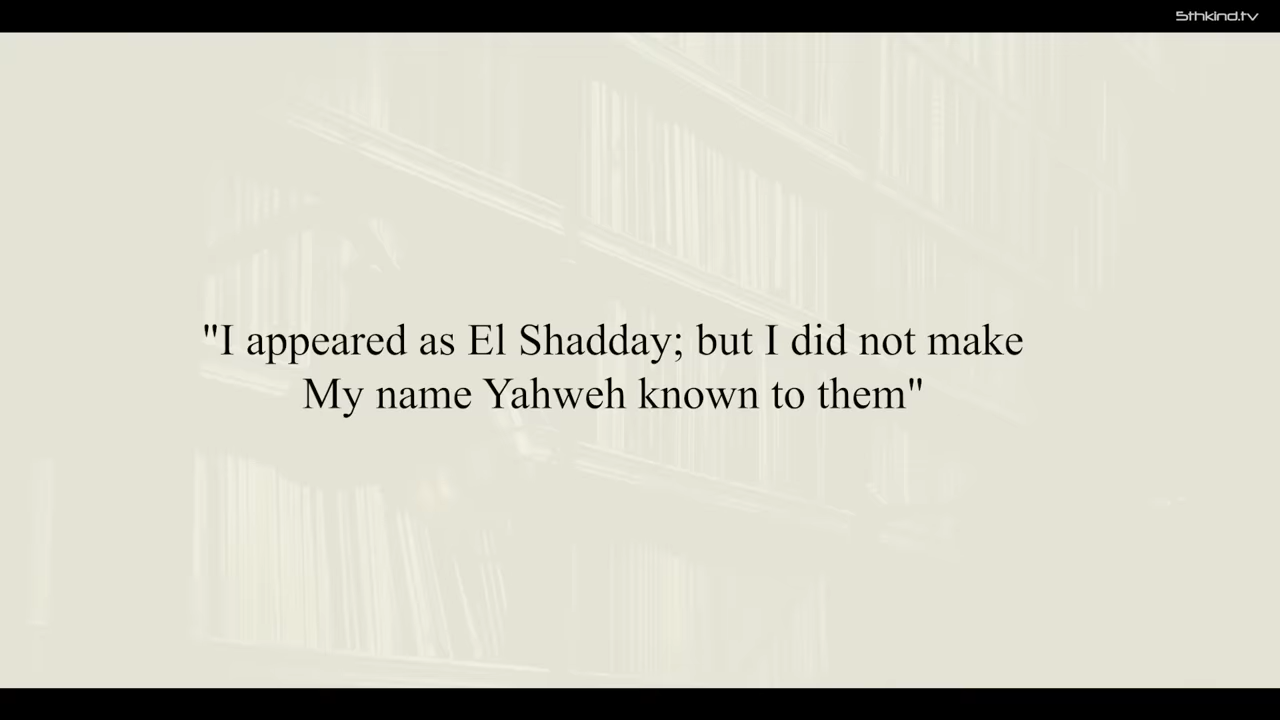 5thkind.tv
"I appeared as El Shadday; but I did not make
My name Yahweh known to them"